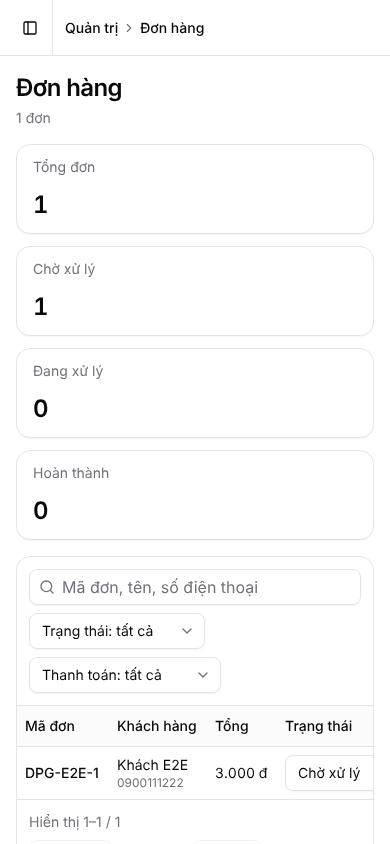 Quản trị > Đơn hàng
Đơn hàng
1 đơn
Tổng đơn
1
Chờ xử lý
1
Đang xử lý
0
Hoàn thành
0
Mã đơn, tên, số điện thoại
Trạng thái: tất cả
Thanh toán: tất cả
Mã đơn Khách hàng Tổng Trạng thái
DPG-E2E-1 Khách E2E 3.000 đ Chờ xử lý
0900111222
Hiển thị 1–1 / 1